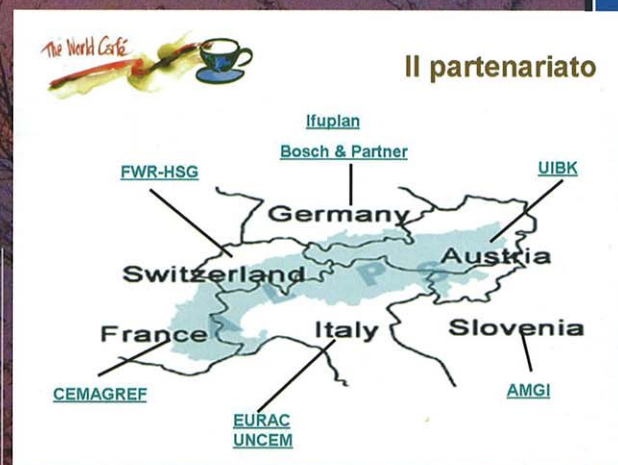 The World Café
Il partenariato
Ifuplan
Bosch & Partner
FWR-HSG
UIBK
Germany
Austria
Switzerland
ALPS
France
Italy
Slovenia
CEMAGREF
AMGI
EURAC
UNCEM